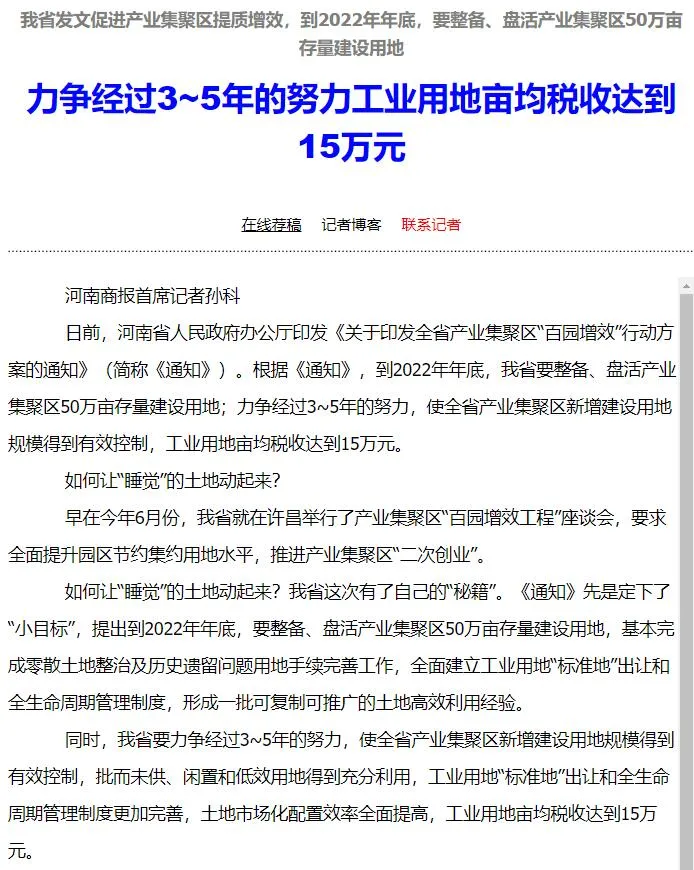 我省发文促进产业集聚区提质增效，到2022年年底，要整备、盘活产业集聚区50万亩
存量建设用地
力争经过3~5年的努力工业用地亩均税收达到
15万元
在线荐稿 记者博客 联系记者
河南商报首席记者孙科
日前，河南省人民政府办公厅印发《关于印发全省产业集聚区“百园增效”行动方
案的通知》（简称《通知》）。根据《通知》，到2022年年底，我省要整备、盘活产业
集聚区50万亩存量建设用地；力争经过3~5年的努力，使全省产业集聚区新增建设用地
规模得到有效控制，工业用地亩均税收达到15万元。
如何让“睡觉”的土地动起来？
早在今年6月份，我省就在许昌举行了产业集聚区“百园增效工程”座谈会，要求
全面提升园区节约集约用地水平，推进产业集聚区“二次创业”。
如何让“睡觉”的土地动起来？我省这次有了自己的“秘籍”。《通知》先是定下了
“小目标”，提出到2022年年底，要整备、盘活产业集聚区50万亩存量建设用地，基本完
成零散土地整治及历史遗留问题用地手续完善工作，全面建立工业用地“标准地”出让和
全生命周期管理制度，形成一批可复制可推广的土地高效利用经验。
同时，我省要力争经过3~5年的努力，使全省产业集聚区新增建设用地规模得到
有效控制，批而未供、闲置和低效用地得到充分利用，工业用地“标准地”出让和全生命
周期管理制度更加完善，土地市场化配置效率全面提高，工业用地亩均税收达到15万
元。